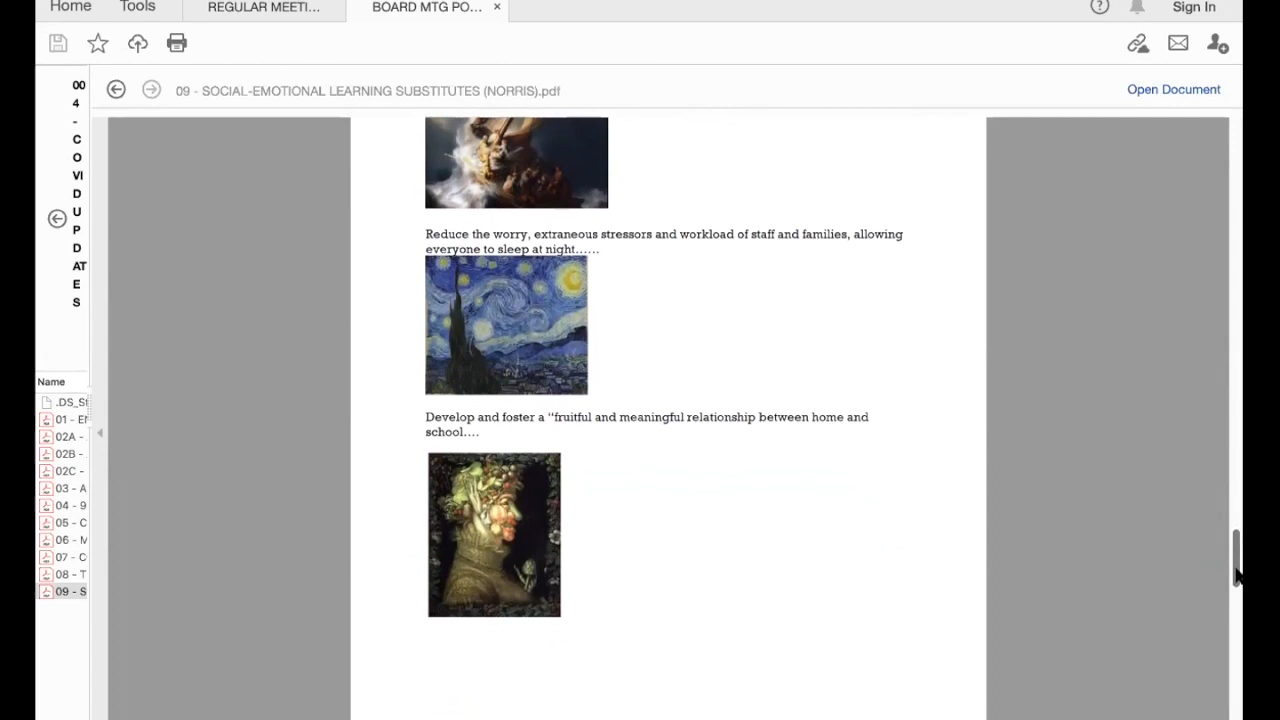 Home
Tools
REGULAR MEETI...
BOARD MTG PO...
×
?
Sign In
09 - SOCIAL-EMOTIONAL LEARNING SUBSTITUTES (NORRIS).pdf
Open Document
00
4
-
C
O
VI
D
U
P
D
AT
E
S
Reduce the worry, extraneous stressors and workload of staff and families, allowing
everyone to sleep at night......
Develop and foster a “fruitful and meaningful relationship between home and
school....
Name
.DS_St
01 - El
02A -
02B -
02C -
03 - A
04 - 9
05 - C
06 - M
07 - C
08 - T
09 - S